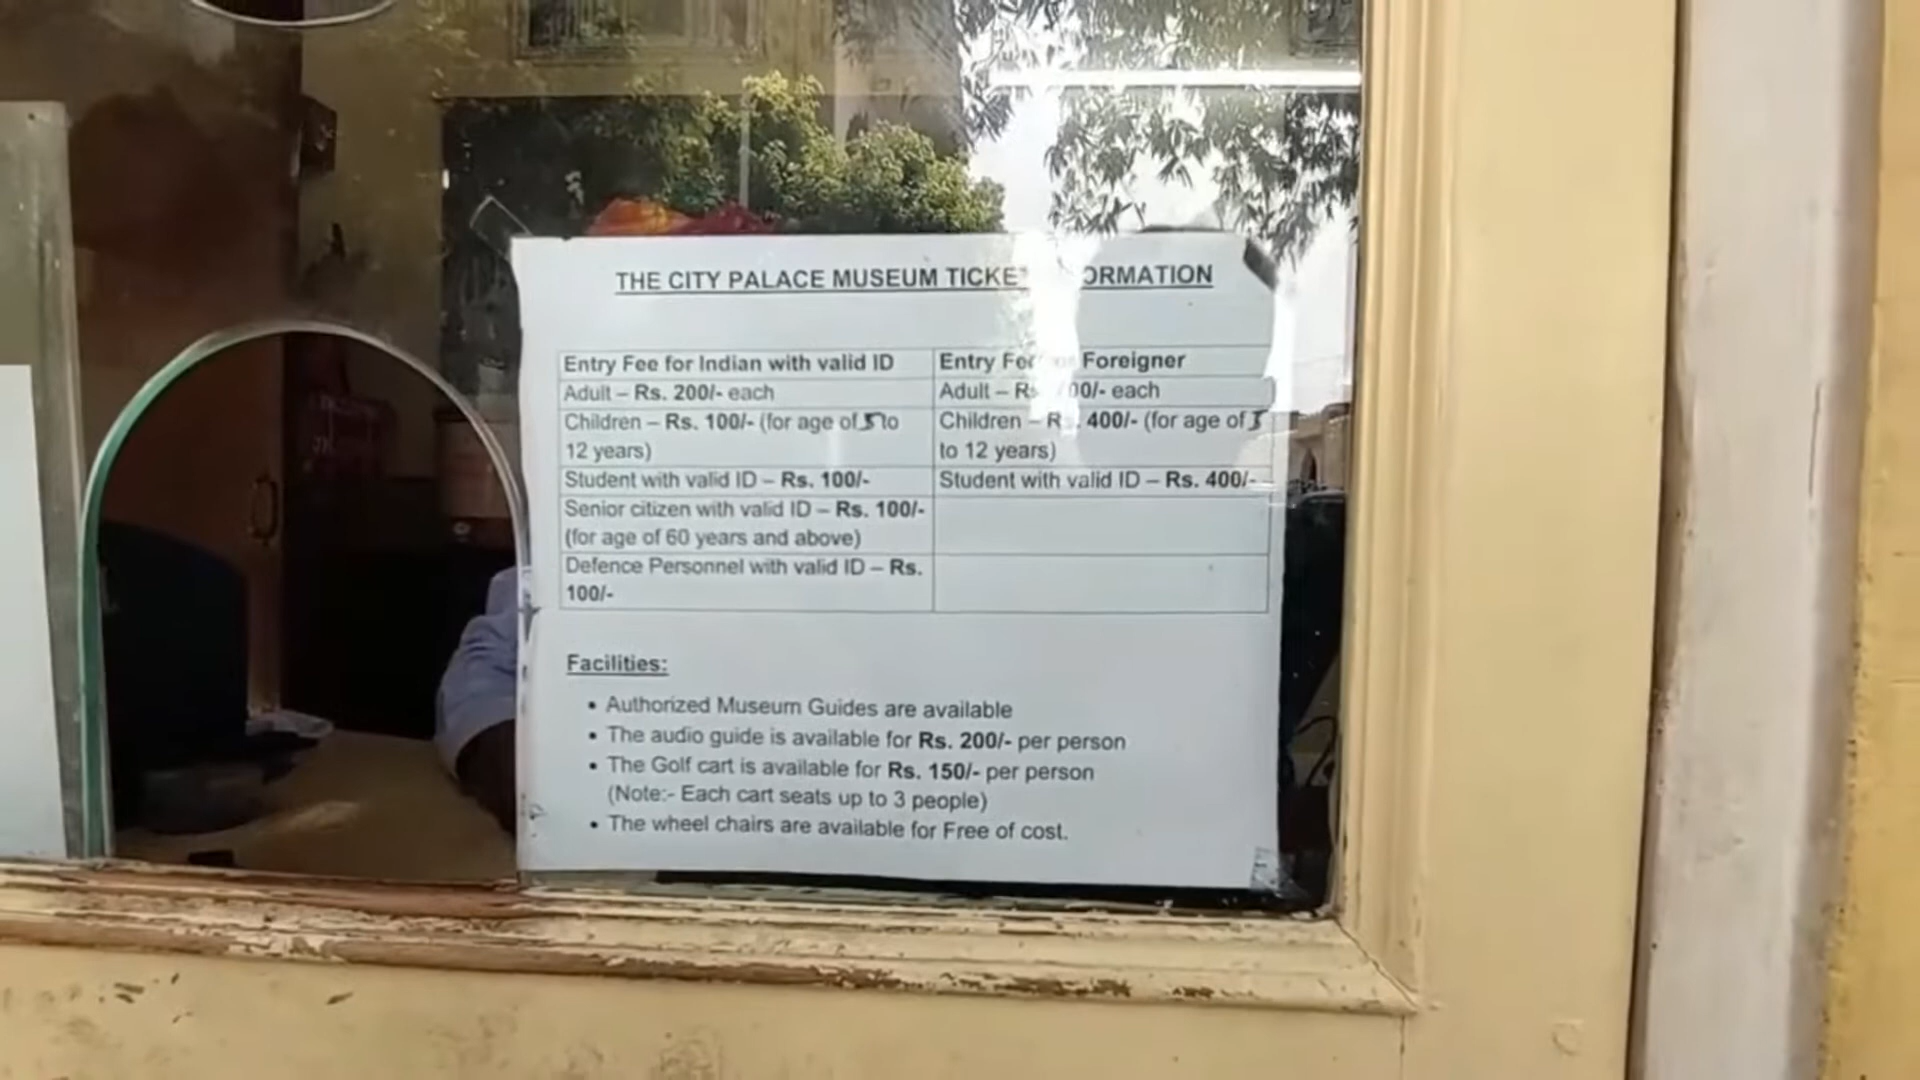 THE CITY PALACE MUSEUM TICKET ORMATION
Entry Fee for Indian with valid ID
Entry Fee Foreigner
Adult – Rs. 200/- each
Adult – 00/- each
Children – Rs. 100/- (for age of 5 to
12 years)
Children – Rs. 400/- (for age of 5
to 12 years)
Student with valid ID – Rs. 100/-
Student with valid ID – Rs. 400/-
Senior citizen with valid ID – Rs. 100/-
(for age of 60 years and above)
Defence Personnel with valid ID – Rs.
100/-
Facilities:
• Authorized Museum Guides are available
• The audio guide is available for Rs. 200/- per person
• The Golf cart is available for Rs. 150/- per person
(Note:- Each cart seats up to 3 people)
• The wheel chairs are available for Free of cost.